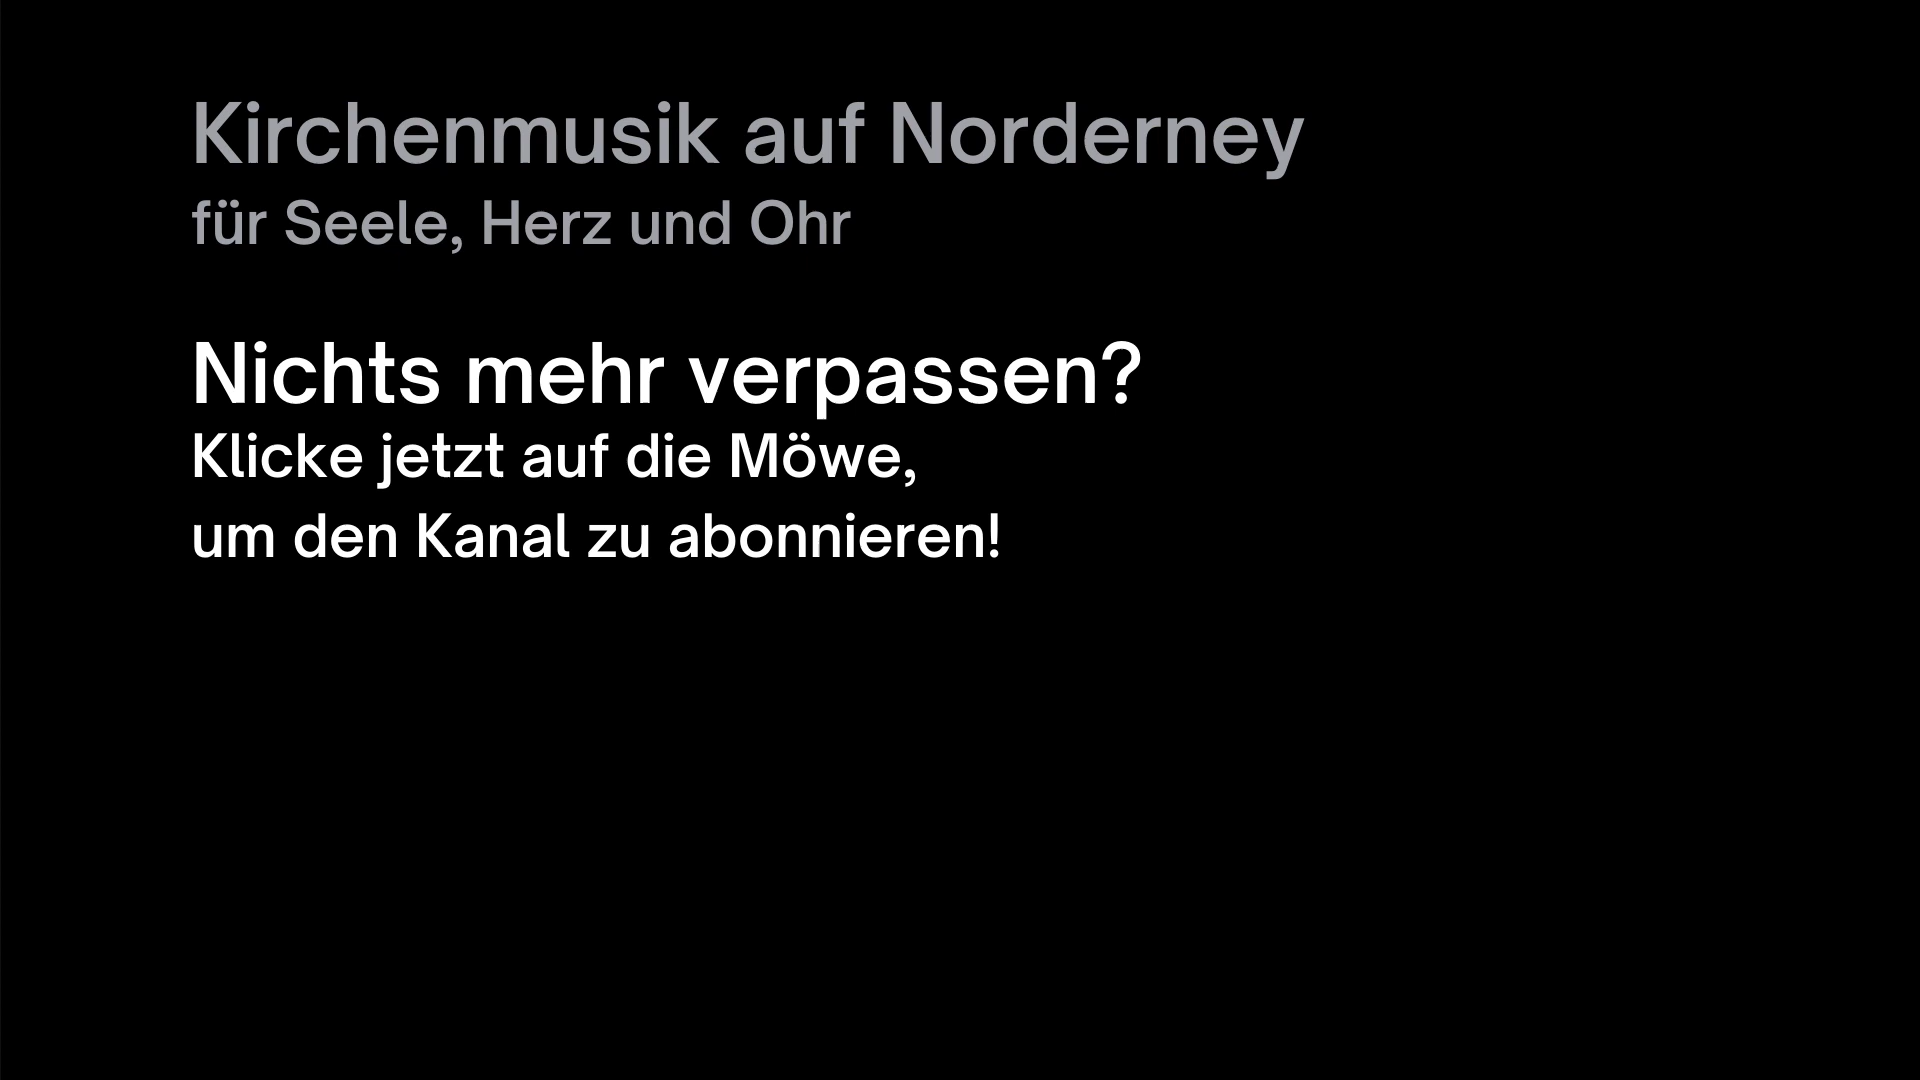 Kirchenmusik auf Norderney
für Seele, Herz und Ohr
Nichts mehr verpassen?
Klicke jetzt auf die Möwe,
um den Kanal zu abonnieren!